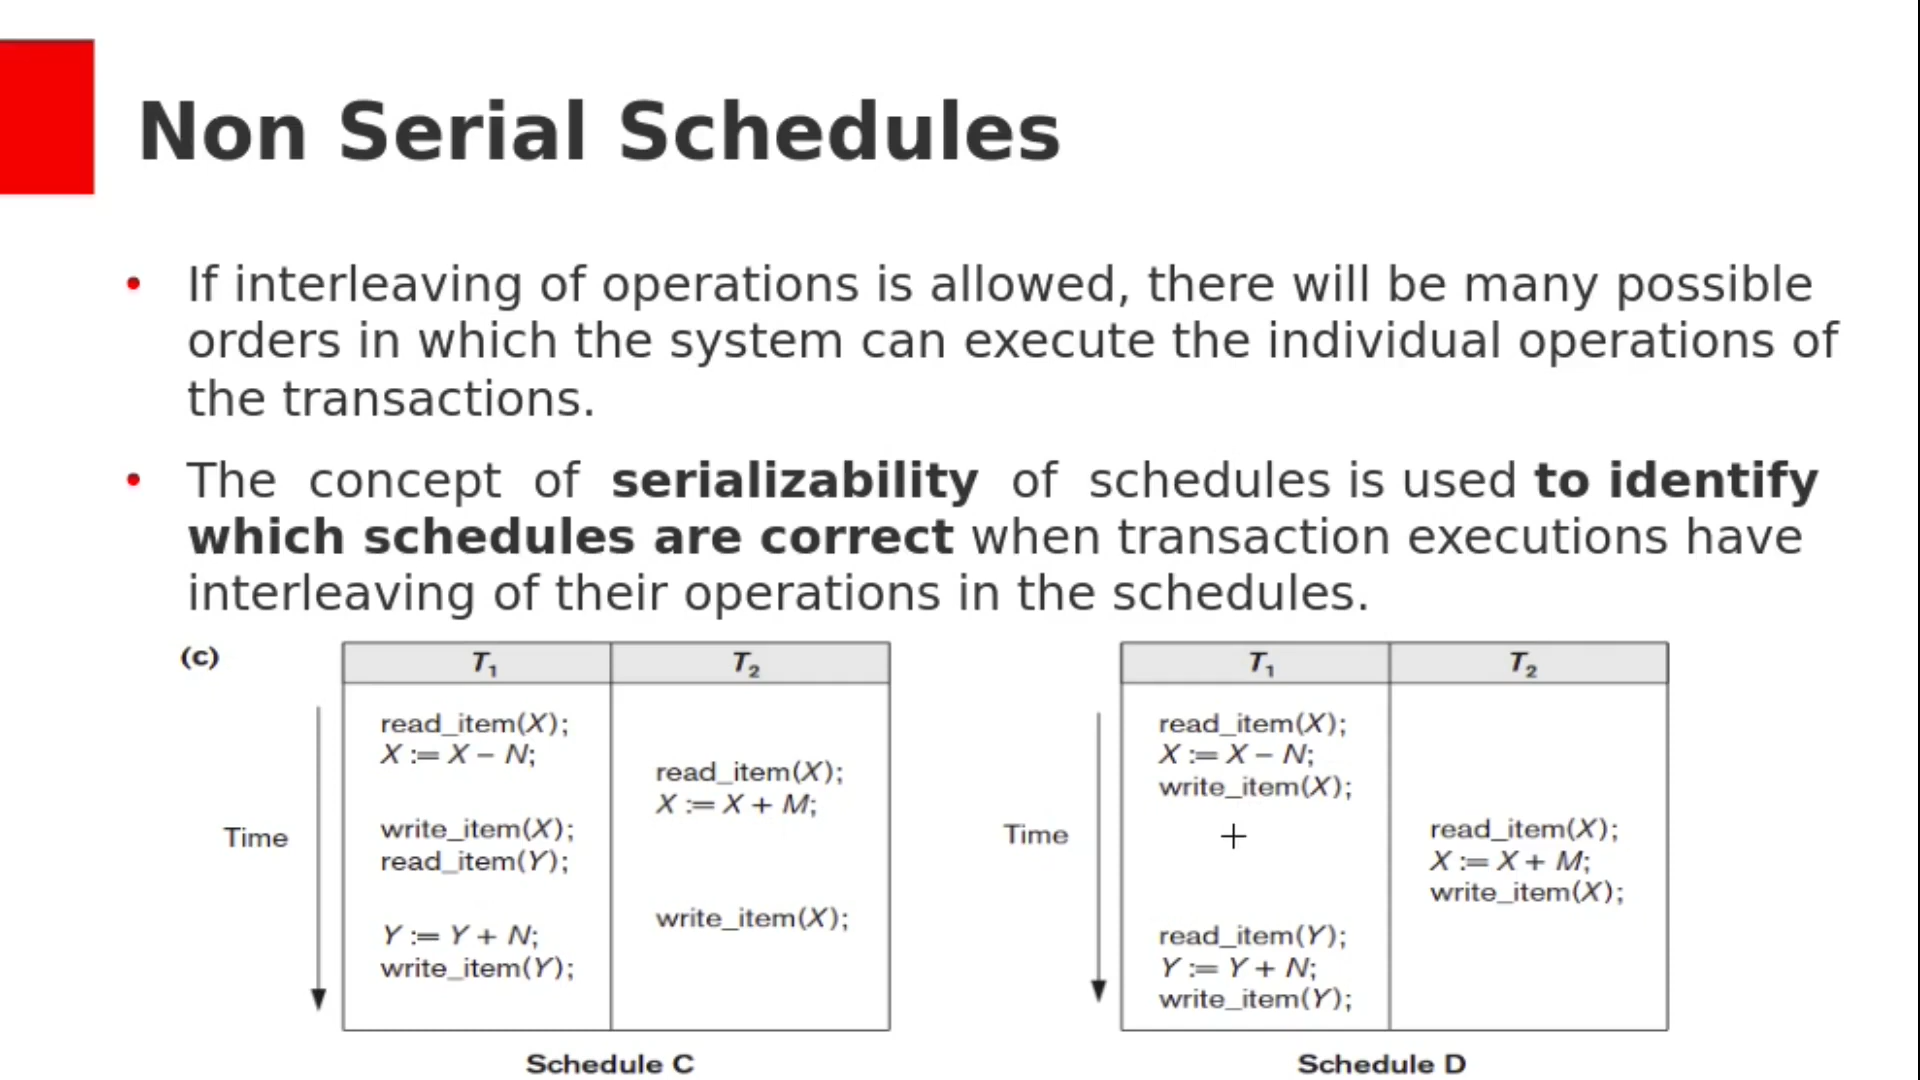 Non Serial Schedules
• If interleaving of operations is allowed, there will be many possible
orders in which the system can execute the individual operations of
the transactions.
• The concept of serializability of schedules is used to identify
which schedules are correct when transaction executions have
interleaving of their operations in the schedules.
(c)
T1 T2
read_item(X);
X := X – N;
read_item(X);
X := X + M;
Time
write_item(X);
read_item(Y);
write_item(X);
Y := Y + N;
write_item(Y);
Schedule C
T1 T2
read_item(X);
X := X – N;
write_item(X);
Time
read_item(X);
X := X + M;
write_item(X);
read_item(Y);
Y := Y + N;
write_item(Y);
Schedule D